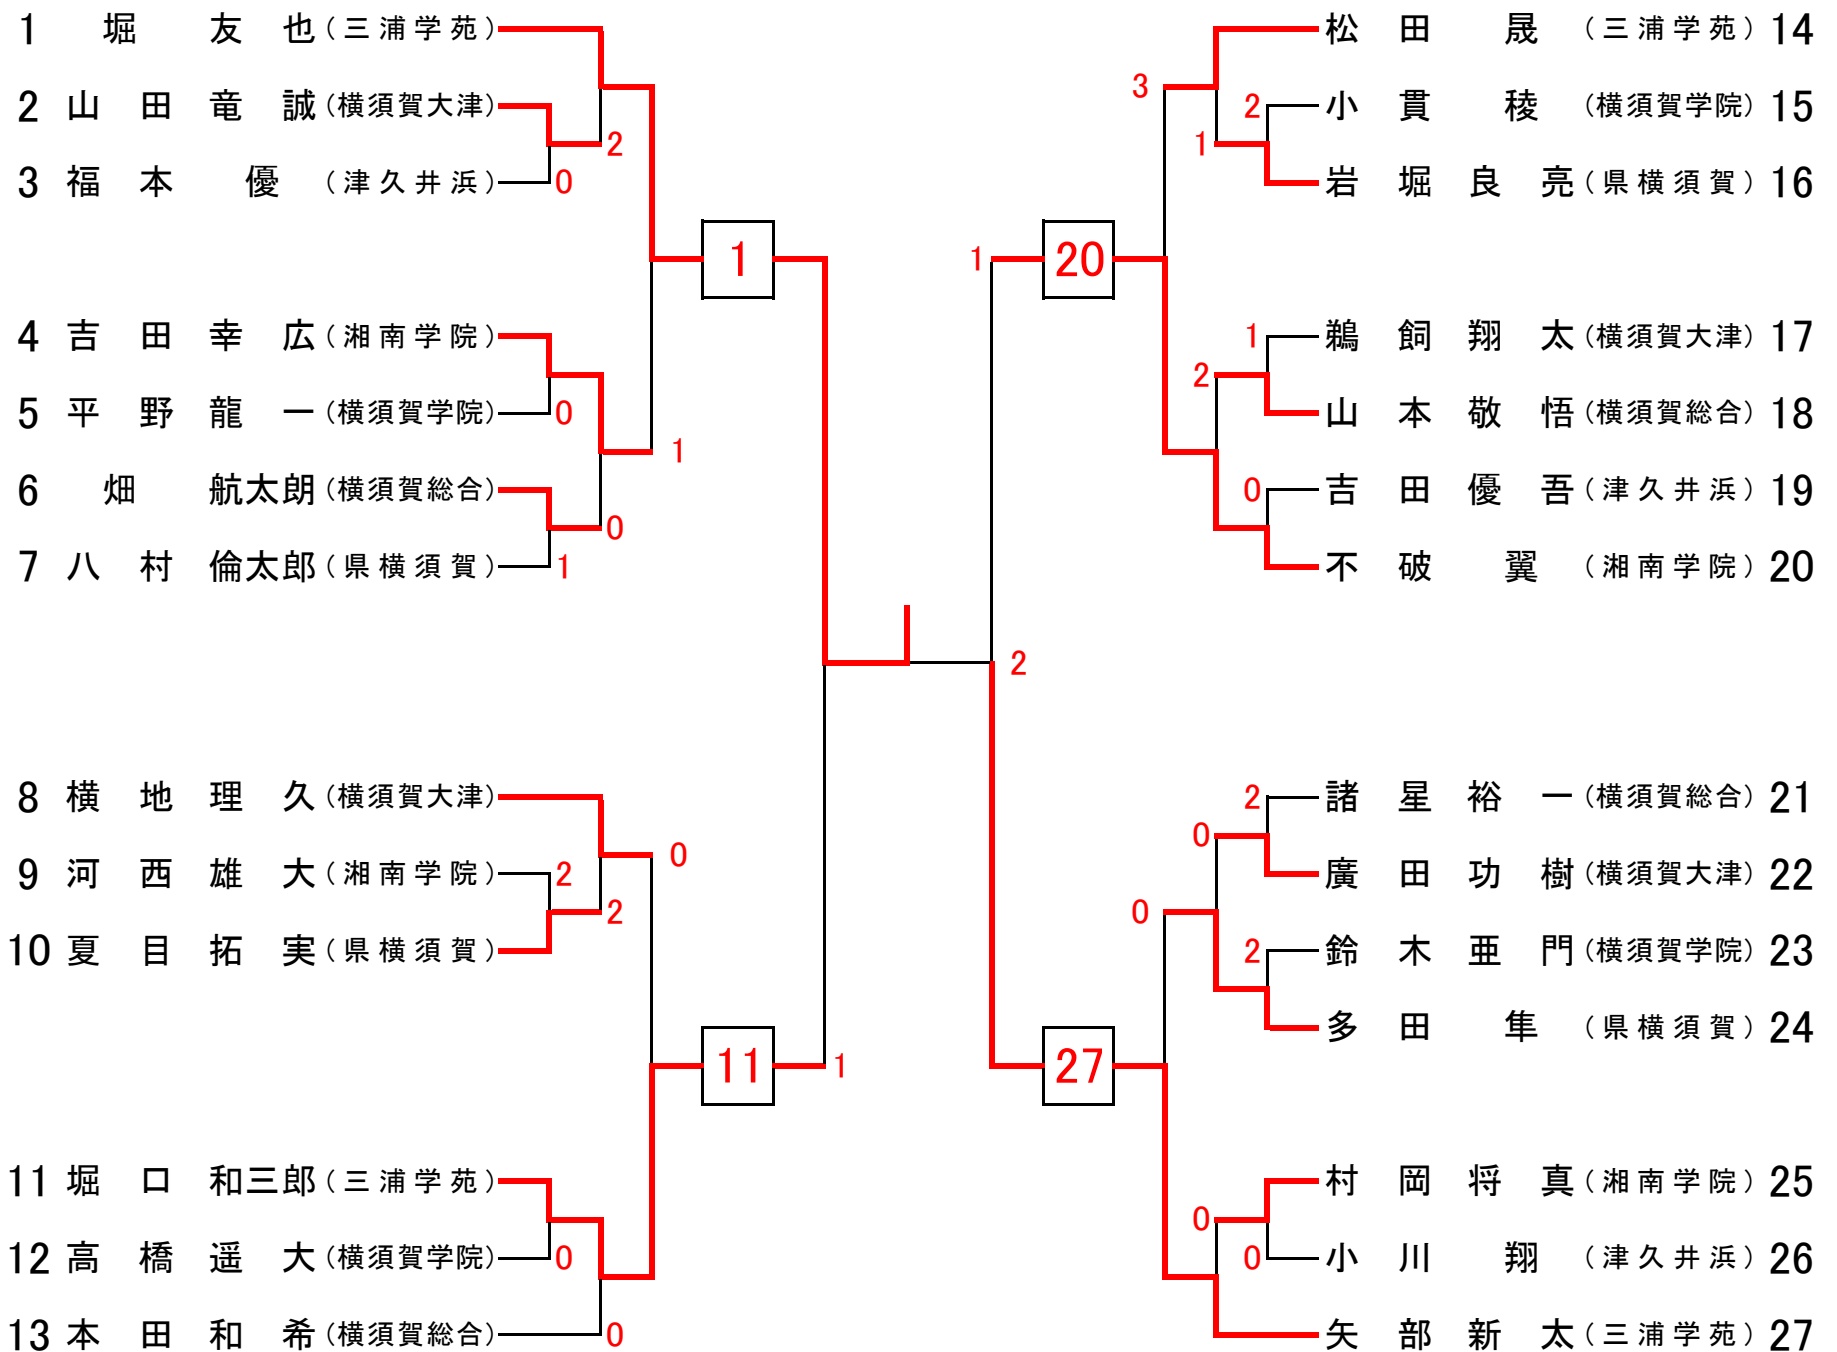 1 堀 友也 (三浦学苑)
2 山田竜誠 (横須賀大津)
2
3 福本 優 (津久井浜)
0
1
4 吉田幸広 (湘南学院)
5 平野龍一 (横須賀学院)
0
1
6 畑 航太朗 (横須賀総合)
0
7 八村倫太郎 (県横須賀)
1
8 横地理久 (横須賀大津)
0
9 河西雄大 (湘南学院)
2
2
10 夏目拓実 (県横須賀)
11
1
11 堀口和三郎 (三浦学苑)
12 高橋遥大 (横須賀学院)
0
13 本田和希 (横須賀総合)
0
松田 晟 (三浦学苑) 14
3
2
小貫 稜 (横須賀学院) 15
1
岩堀良亮 (県横須賀) 16
1
20
1
鵜飼翔太 (横須賀大津) 17
2
山本敬悟 (横須賀総合) 18
0
吉田優吾 (津久井浜) 19
不破 翼 (湘南学院) 20
2
2
諸星裕一 (横須賀総合) 21
0
廣田功樹 (横須賀大津) 22
0
2
鈴木亜門 (横須賀学院) 23
多田 隼 (県横須賀) 24
27
村岡将真 (湘南学院) 25
0
0
小川 翔 (津久井浜) 26
矢部新太 (三浦学苑) 27